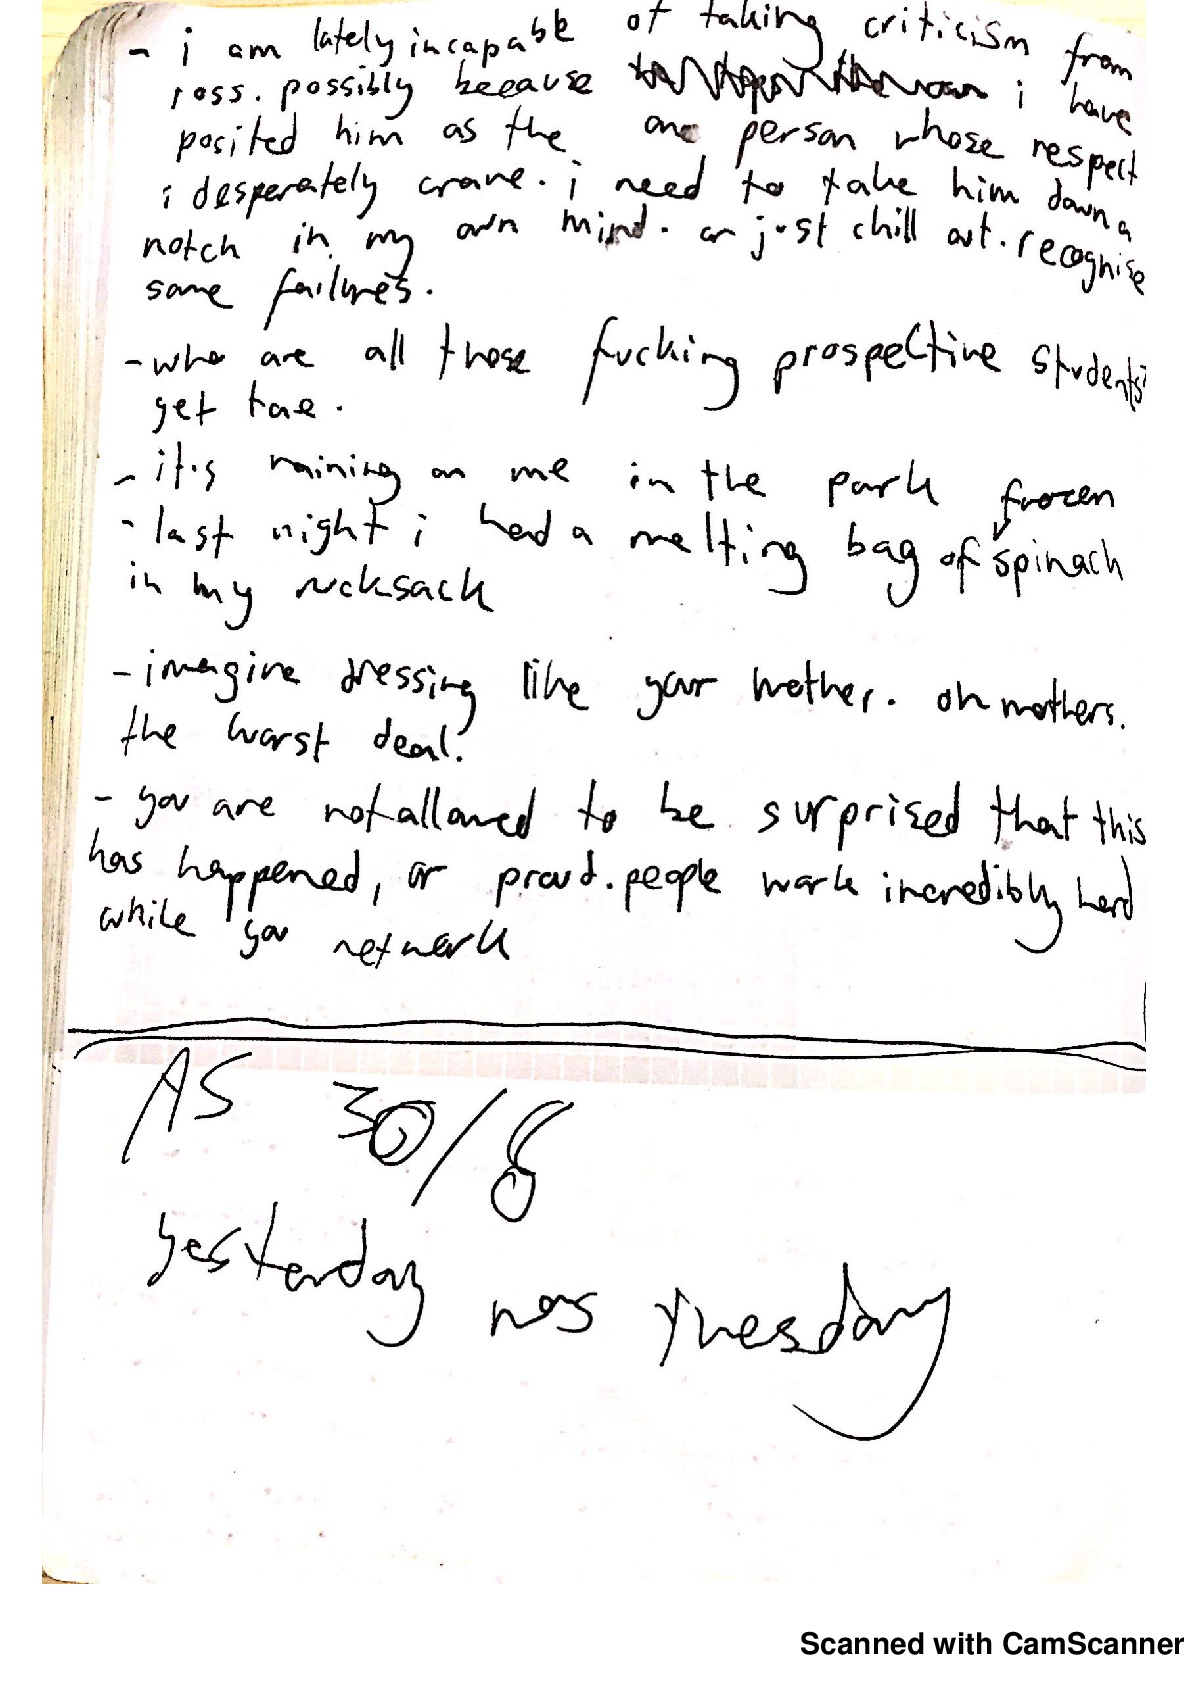 - i am lately incapable of taking criticism from
ross. possibly because i have
posited him as the one person whose respect
i desperately crave. i need to take him down a
notch in my own mind. or just chill out. recognise
some failures.
- who are all these fucking prospective students?
get tae.
- it's raining on me in the park
- last night i had a melting bag of frozen spinach
in my rucksack
- imagine dressing like your mother. oh mothers.
the worst deal.
- you are not allowed to be surprised that this
has happened, or proud. people work incredibly hard
while you network
AS 30/8
yesterday was tuesday
Scanned with CamScanner